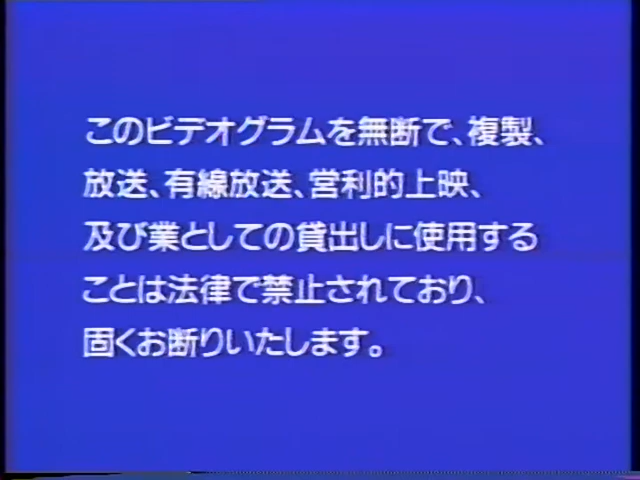 このビデオグラムを無断で、複製、
放送、有線放送、営利的上映、
及び業としての貸出しに使用する
ことは法律で禁止されており、
固くお断りいたします。